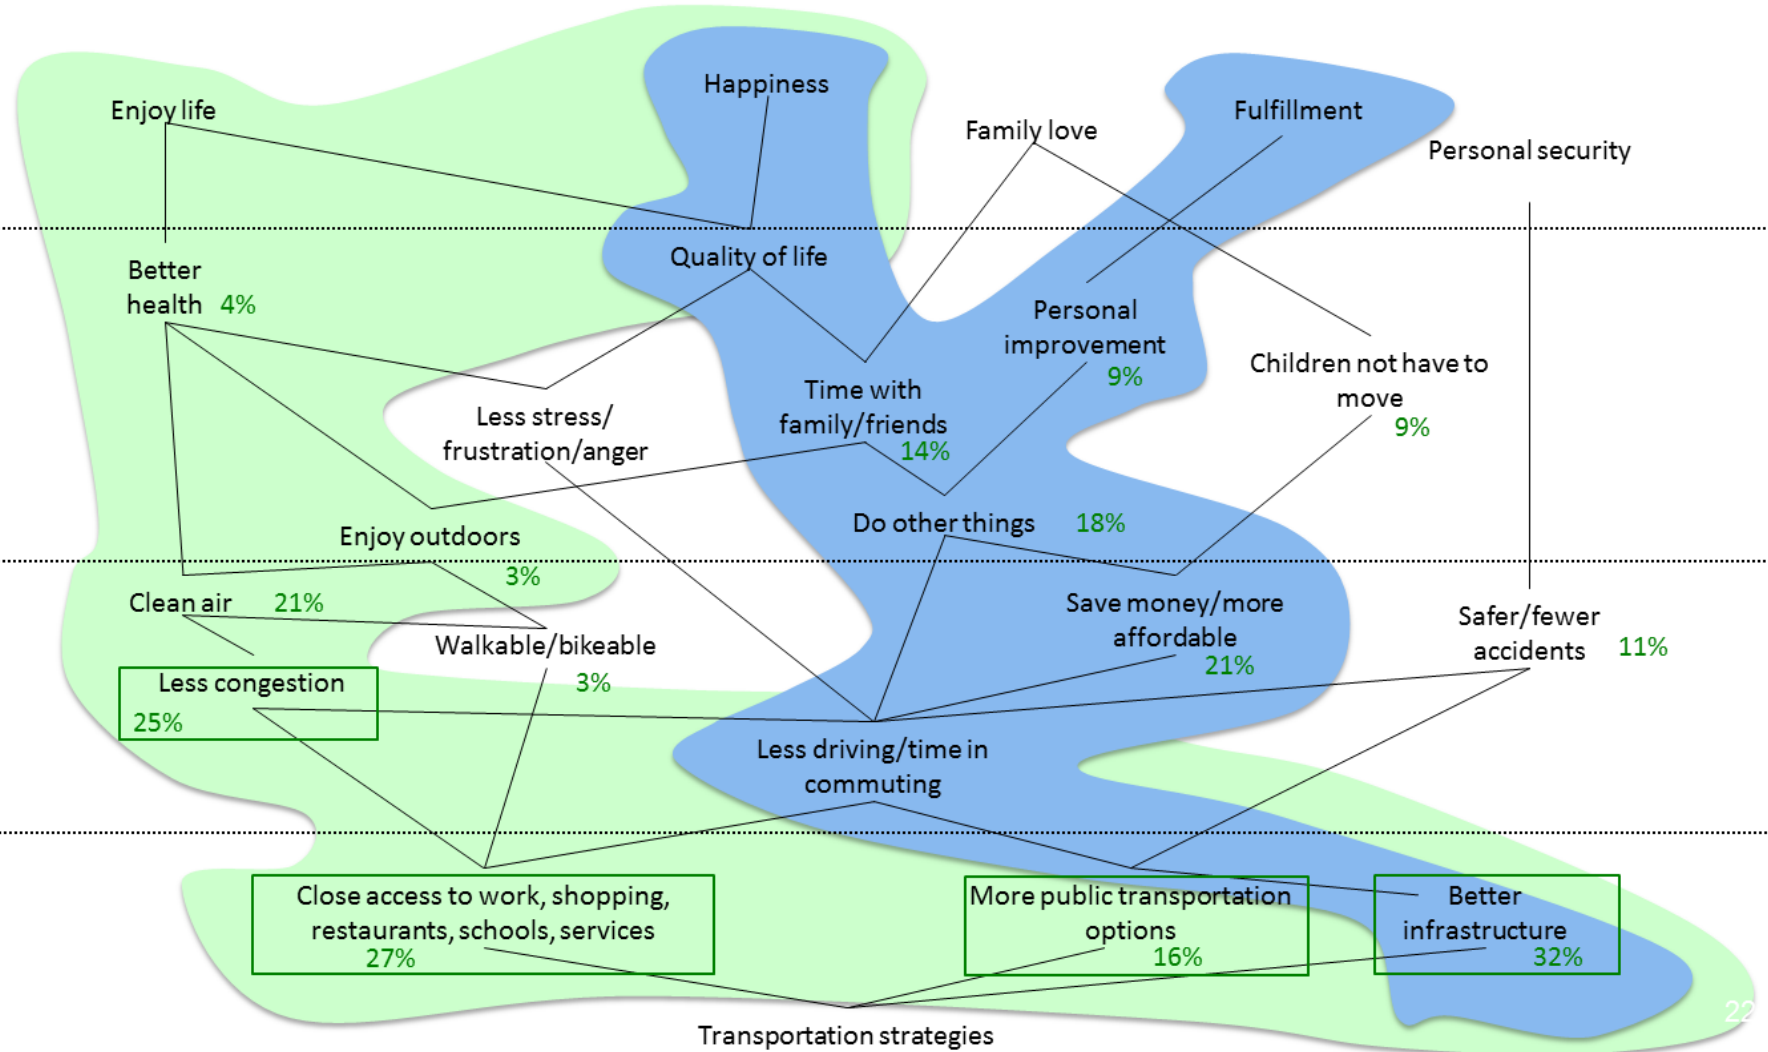 Happiness
Enjoy life
Fulfillment
Family love
Personal security
Quality of life
Better
health 4%
Personal
improvement
9%
Children not have to
move
9%
Time with
family/friends
14%
Less stress/
frustration/anger
Do other things 18%
Enjoy outdoors
3%
Clean air 21%
Save money/more
affordable
21%
Safer/fewer
accidents 11%
Walkable/bikeable
3%
Less congestion
25%
Less driving/time in
commuting
Close access to work, shopping,
restaurants, schools, services
27%
More public transportation
options
16%
Better
infrastructure
32%
22
Transportation strategies